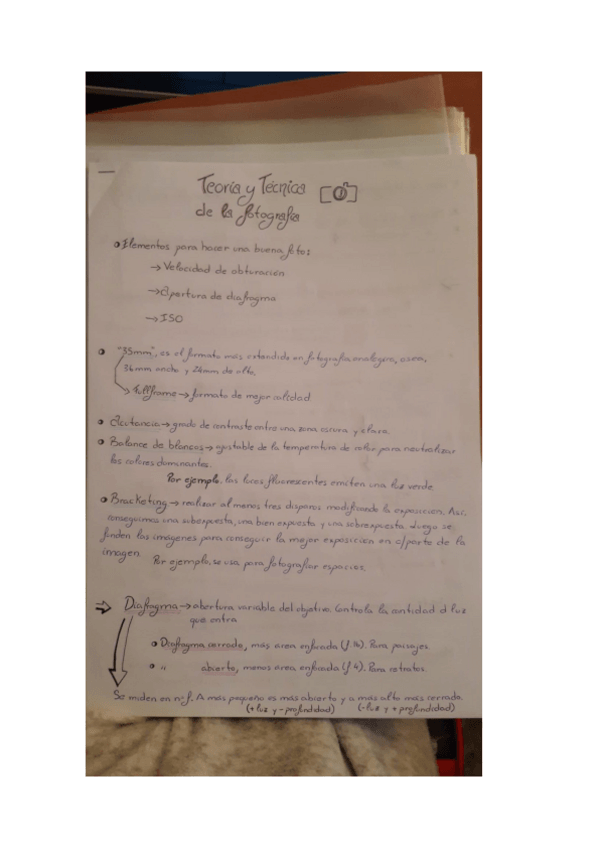 Teoría y Técnica
de la fotografía
Elementos para hacer una buena foto:
→ Velocidad de obturación
→ Apertura de diafragma
→ ISO
"35mm", es el formato más extendido en fotografía analógica, osea,
36mm ancho y 24mm de alto.
→ Fullframe → formato de mejor calidad
Acutancia → grado de contraste entre una zona oscura y clara.
Balance de blancos → ajustable de la temperatura de color para neutralizar
los colores dominantes.
Por ejemplo. Las luces fluorescentes emiten una luz verde
Bracketing → realizar al menos tres disparos modificando la exposición. Así,
conseguimos una subexpuesta, una bien expuesta y una sobreexpuesta. Luego se
funden las imágenes para conseguir la mejor exposición en c/parte de la
imagen. Por ejemplo, se usa para fotografiar espacios.
⇒ Diafragma → abertura variable del objetivo. Controla la cantidad d luz
que entra
Diafragma cerrado, más area enfocada (f.16). Para paisajes.
" abierto, menos area enfocada (f 4). Para retratos.
Se miden en nº f. A más pequeño es más abierto y a más alto más cerrado.
(+ luz y - profundidad) (- luz y + profundidad)